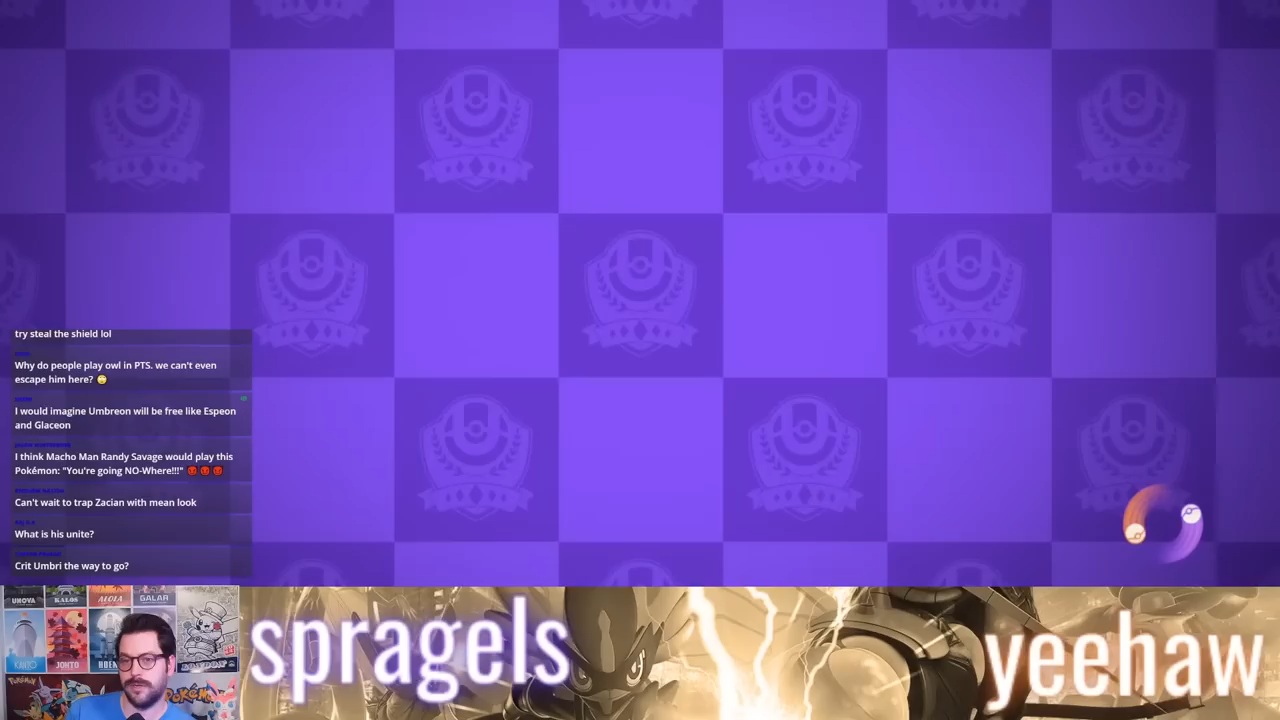 try steal the shield lol
Why do people play owl in PTS. we can't even
escape him here? 🙄
I would imagine Umbreon will be free like Espeon
and Glaceon
I think Macho Man Randy Savage would play this
Pokémon: "You're going NO-Where!!!"
Can't wait to trap Zacian with mean look
What is his unite?
Crit Umbri the way to go?
UNOVA
KALOS
ALOLA
GALAR
KANTO
JOHTO
HOEN
spragels
yeehaw